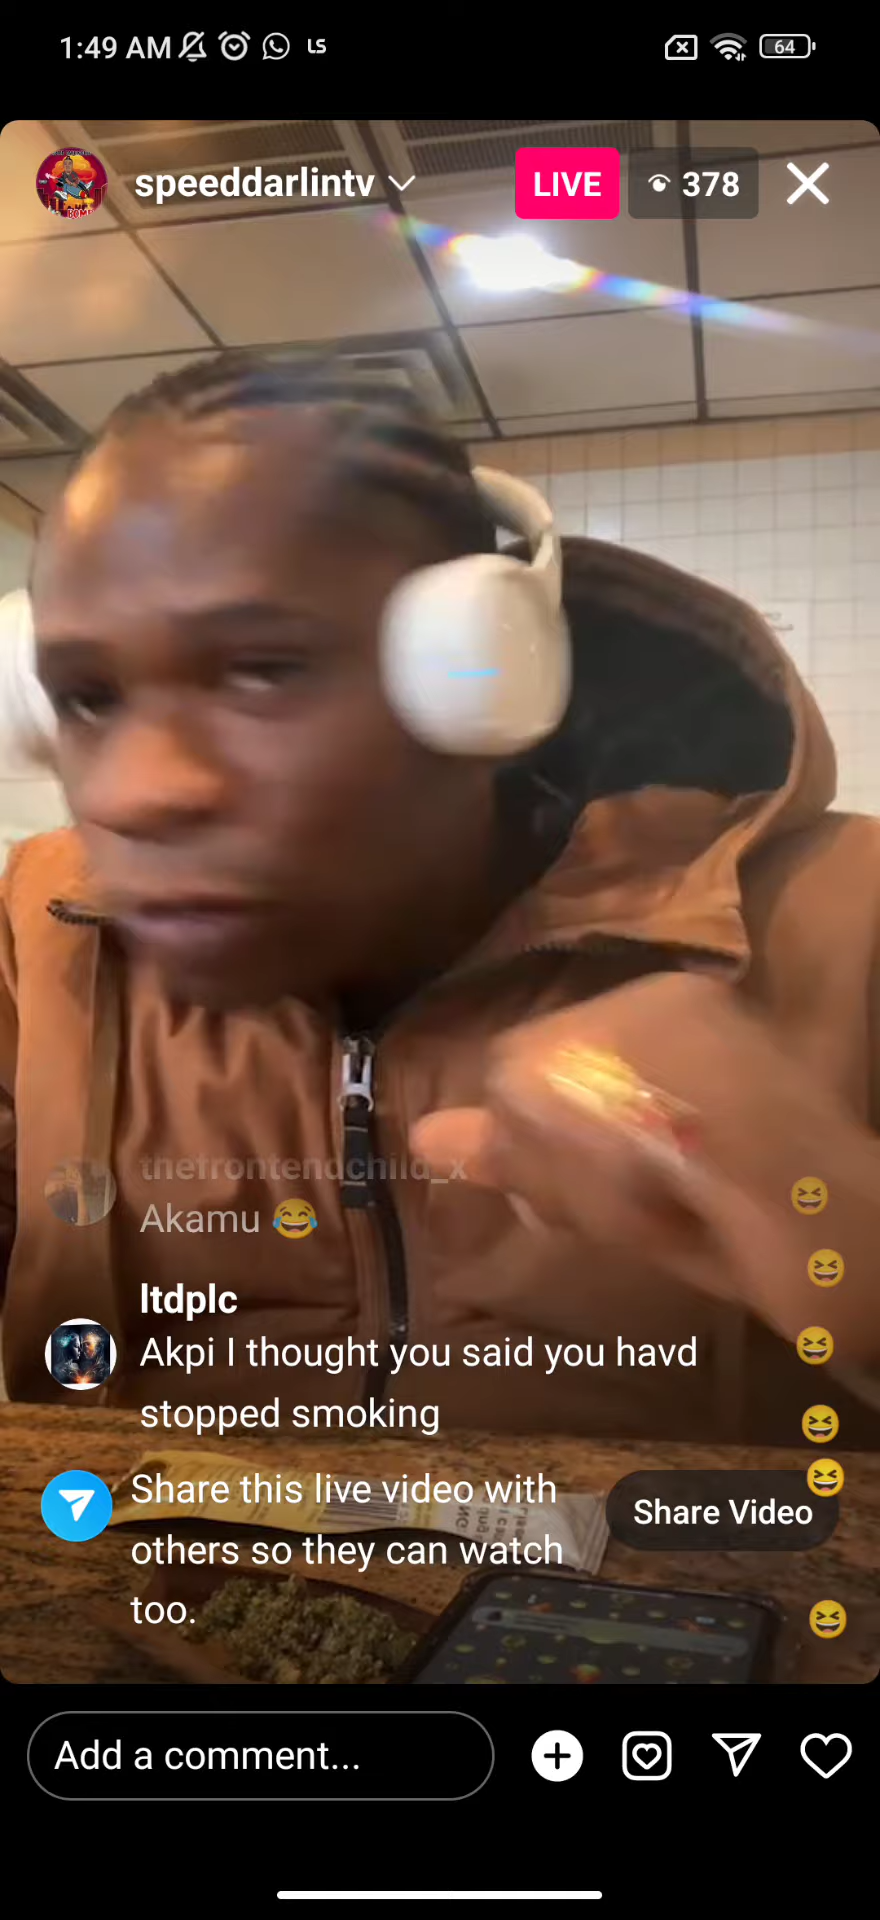 1:49 AM LS 64
speeddarlintv LIVE 378
thefrontendchild_x
Akamu 😂
ltdplc
Akpi I thought you said you havd
stopped smoking
Share this live video with
others so they can watch
too.
Share Video
Add a comment...